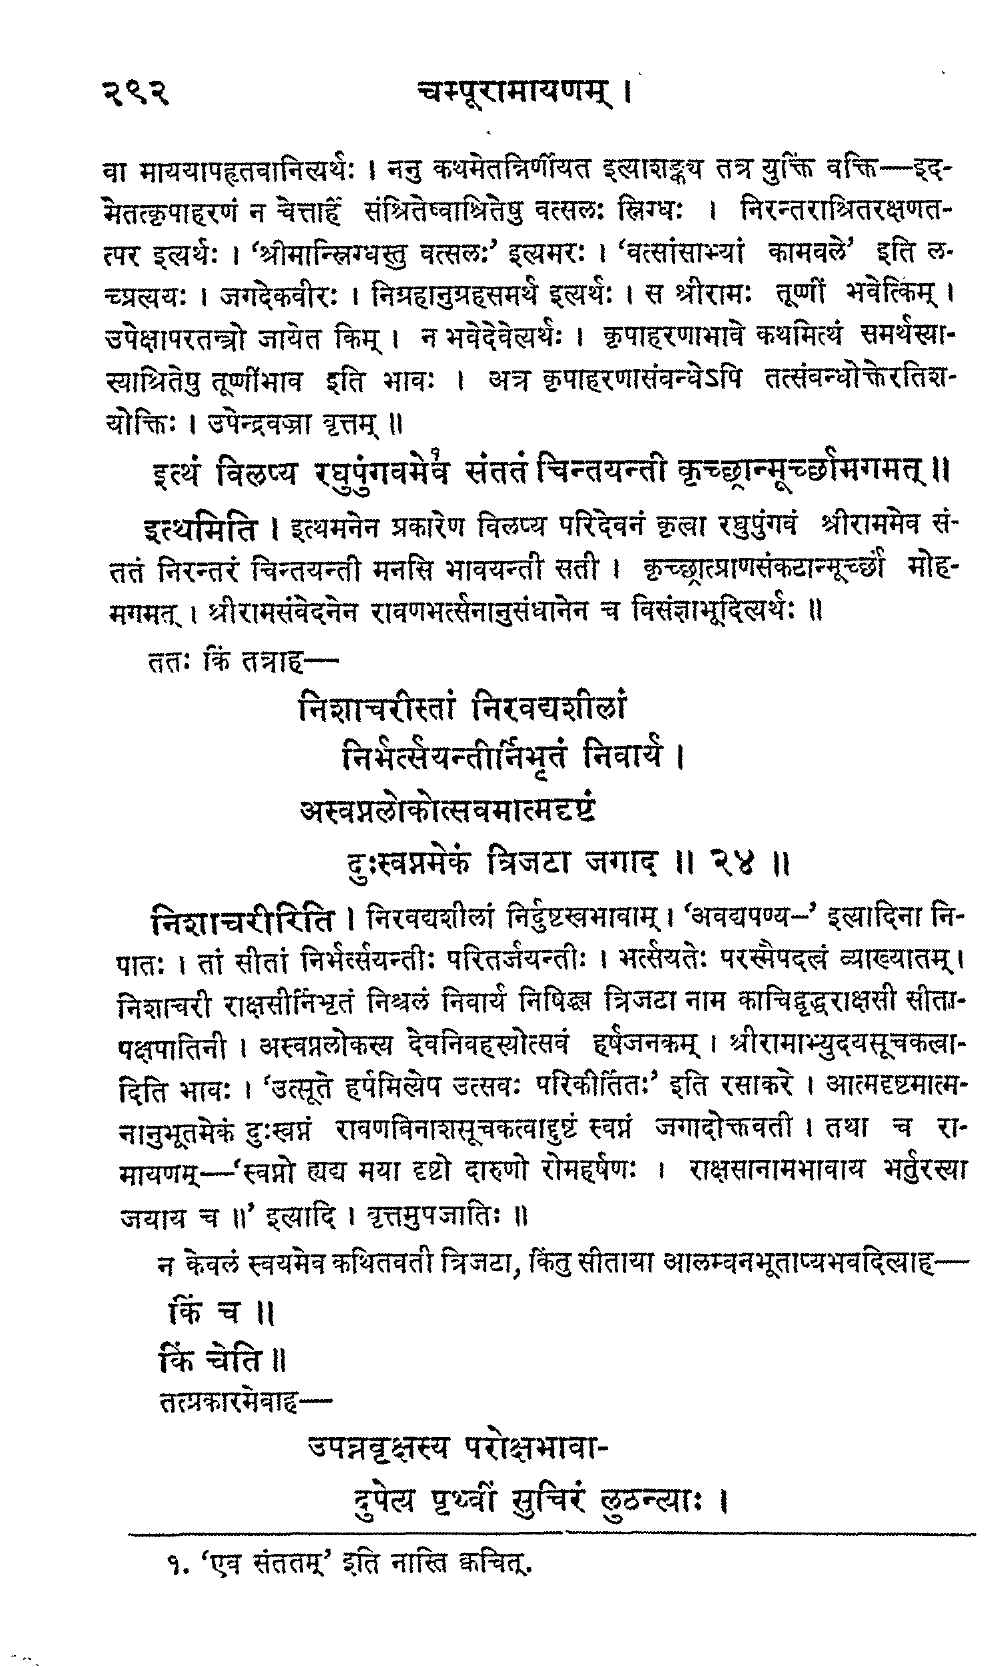 २९२ चम्पूरामायणम् ।
वा माययापहृतवानित्यर्थः । ननु कथमेतन्निर्णीयत इत्याशङ्क्य तत्र युक्तिं वक्ति—इद-
मेतत्कृपाहरणं न चेत्तर्हि संश्रितेष्वाश्रितेषु वत्सलः स्निग्धः । निरन्तराश्रितरक्षणत-
त्पर इत्यर्थः । ‘श्रीमान्स्निग्धस्तु वत्सलः’ इत्यमरः । ‘वत्सांसाभ्यां कामबले’ इति ल-
च्प्रत्ययः । जगदेकवीरः । निग्रहानुग्रहसमर्थ इत्यर्थः । स श्रीरामः तूष्णीं भवेत्किम् ।
उपेक्षापरतन्त्रो जायेत किम् । न भवेदेवेत्यर्थः । कृपाहरणाभावे कथमित्थं समर्थस्या-
स्याश्रितेषु तूष्णींभाव इति भावः । अत्र कृपाहरणासंबन्धेऽपि तत्संबन्धोक्तेरतिश-
योक्तिः । उपेन्द्रवज्रा वृत्तम् ॥
इत्थं विलप्य रघुपुंगवमेवं१ संततं चिन्तयन्ती कृच्छ्रान्मूर्च्छामगमत् ॥
इत्थमिति । इत्थमनेन प्रकारेण विलप्य परिदेवनं कृत्वा रघुपुंगवं श्रीराममेव सं-
ततं निरन्तरं चिन्तयन्ती मनसि भावयन्ती सती । कृच्छ्रात्प्राणसंकटान्मूर्च्छां मोह-
मगमत् । श्रीरामसंवेदनेन रावणभर्त्सनानुसंधानेन च विसंज्ञाभूदित्यर्थः ॥
ततः किं तत्राह—
निशाचरीस्तां निरवद्यशीलां
निर्भर्त्सयन्तीर्निभृतं निवार्य ।
अस्वप्नलोकोत्सवमात्मदृष्टं
दुःस्वप्नमेकं त्रिजटा जगाद ॥ २४ ॥
निशाचरीरिति । निरवद्यशीलां निर्दुष्टस्वभावाम् । ‘अवद्यपण्य–’ इत्यादिना नि-
पातः । तां सीतां निर्भर्त्सयन्तीः परितर्जयन्तीः । भर्त्सयतेः परस्मैपदत्वं व्याख्यातम् ।
निशाचरी राक्षसीर्निभृतं निश्चलं निवार्य निषिद्ध्य त्रिजटा नाम काचिद्वृद्धराक्षसी सीता-
पक्षपातिनी । अस्वप्नलोकस्य देवनिवहस्योत्सवं हर्षजनकम् । श्रीरामाभ्युदयसूचकत्वा-
दिति भावः । ‘उत्सूते हर्षमित्येष उत्सवः परिकीर्तितः’ इति रसाकरे । आत्मदृष्टमात्म-
नानुभूतमेकं दुःस्वप्नं रावणविनाशसूचकत्वाद्दुष्टं स्वप्नं जगादोक्तवती । तथा च रा-
मायणम्—‘स्वप्नो ह्यद्य मया दृष्टो दारुणो रोमहर्षणः । राक्षसानामभावाय भर्तुरस्या
जयाय च ॥’ इत्यादि । वृत्तमुपजातिः ॥
न केवलं स्वयमेव कथितवती त्रिजटा, किंतु सीताया आलम्बनभूताप्यभवदित्याह—
किं च ॥
किं चेति ॥
तत्प्रकारमेवाह—
उपघ्नवृक्षस्य परोक्षभावा-
दुपेत्य पृथ्वीं सुचिरं लुठन्त्याः ।
१. ‘एव संततम्’ इति नास्ति क्वचित्.